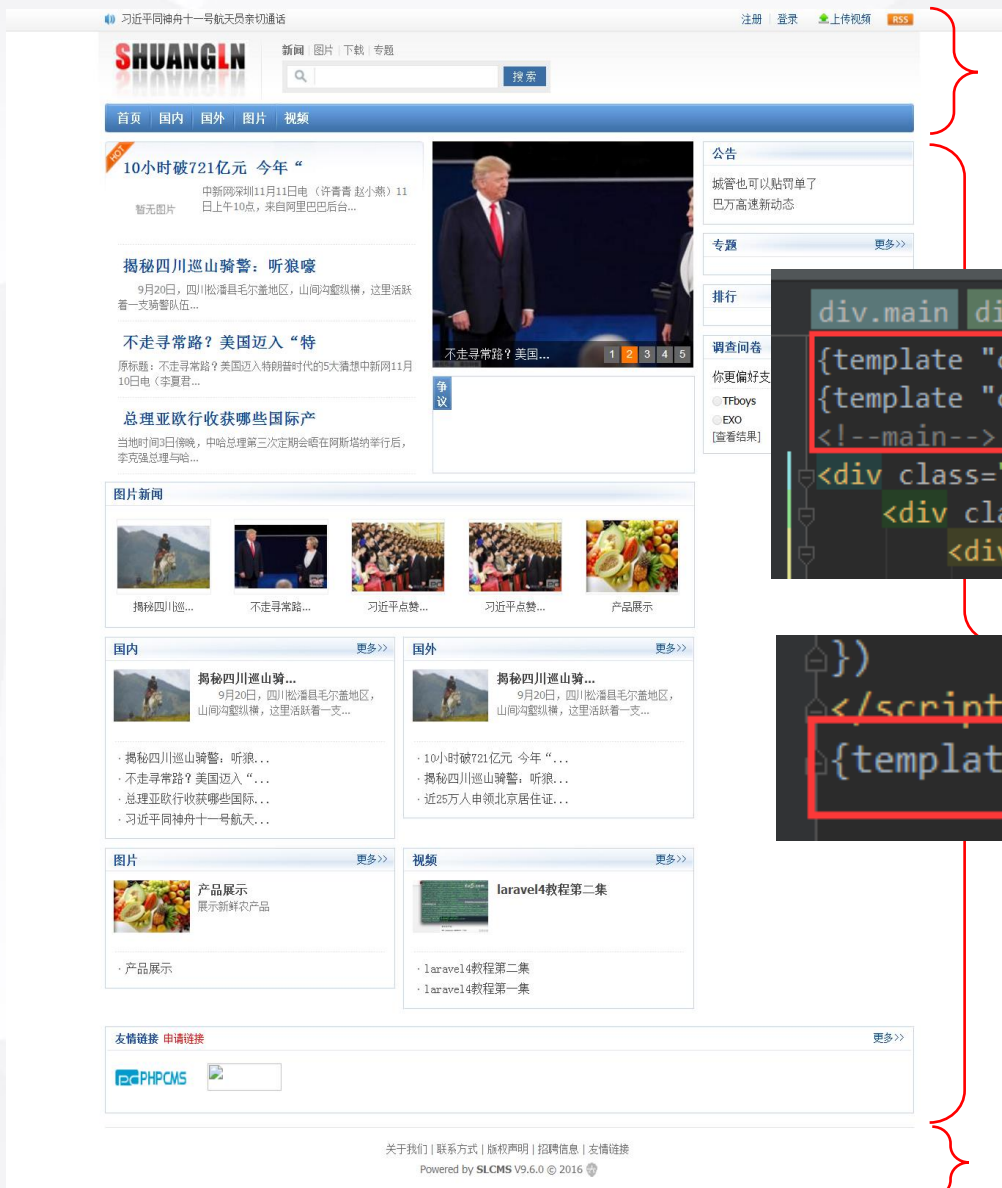 习近平同神舟十一号航天员亲切通话
注册 | 登录 上传视频 RSS
SHUANGLN
新闻 | 图片 | 下载 | 专题
搜索
首页 国内 国外 图片 视频
HOT
10小时破721亿元 今年“
暂无图片
中新网深圳11月11日电 （许青青 赵小燕）11
日上午10点，来自阿里巴巴后台...
揭秘四川巡山骑警：听狼嚎
9月20日，四川松潘县毛尔盖地区，山间沟壑纵横，这里活跃
着一支骑警队伍...
不走寻常路？美国迈入“特
原标题：不走寻常路？美国迈入特朗普时代的5大猜想中新网11月
10日电（李夏君...
总理亚欧行收获哪些国际产
当地时间3日傍晚，中哈总理第三次定期会晤在阿斯塔纳举行后，
李克强总理与哈...
不走寻常路？美国...
1 2 3 4 5
争
议
公告
城管也可以贴罚单了
巴万高速新动态
专题 更多>>
排行
调查问卷
你更偏好支
TFboys
EXO
[查看结果]
div.main di
{template "c
{template "c
<!--main-->
<div class="
<div cla
<div
图片新闻
揭秘四川巡...
不走寻常路...
习近平点赞...
习近平点赞...
产品展示
})
</script
{templat
国内 更多>>
揭秘四川巡山骑...
9月20日，四川松潘县毛尔盖地区，
山间沟壑纵横，这里活跃着一支...
· 揭秘四川巡山骑警：听狼...
· 不走寻常路？美国迈入“...
· 总理亚欧行收获哪些国际...
· 习近平同神舟十一号航天...
国外 更多>>
揭秘四川巡山骑...
9月20日，四川松潘县毛尔盖地区，
山间沟壑纵横，这里活跃着一支...
· 10小时破721亿元 今年“...
· 揭秘四川巡山骑警：听狼...
· 近25万人申领北京居住证...
图片 更多>>
产品展示
展示新鲜农产品
· 产品展示
视频 更多>>
laravel4教程第二集
· laravel4教程第二集
· laravel4教程第一集
友情链接 申请链接 更多>>
PHPCMS
关于我们 | 联系方式 | 版权声明 | 招聘信息 | 友情链接
Powered by SLCMS V9.6.0 © 2016